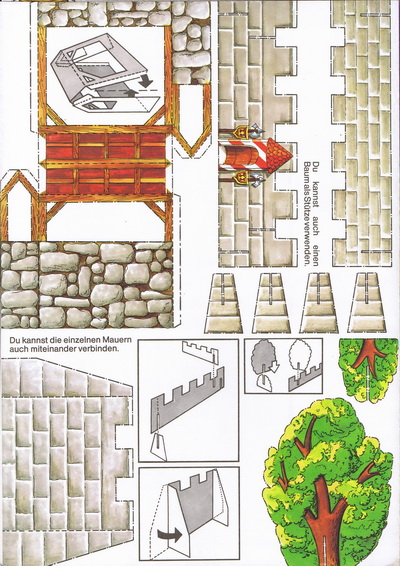 Du kannst auch einen
Baum als Stütze verwenden.
Du kannst die einzelnen Mauern
auch miteinander verbinden.